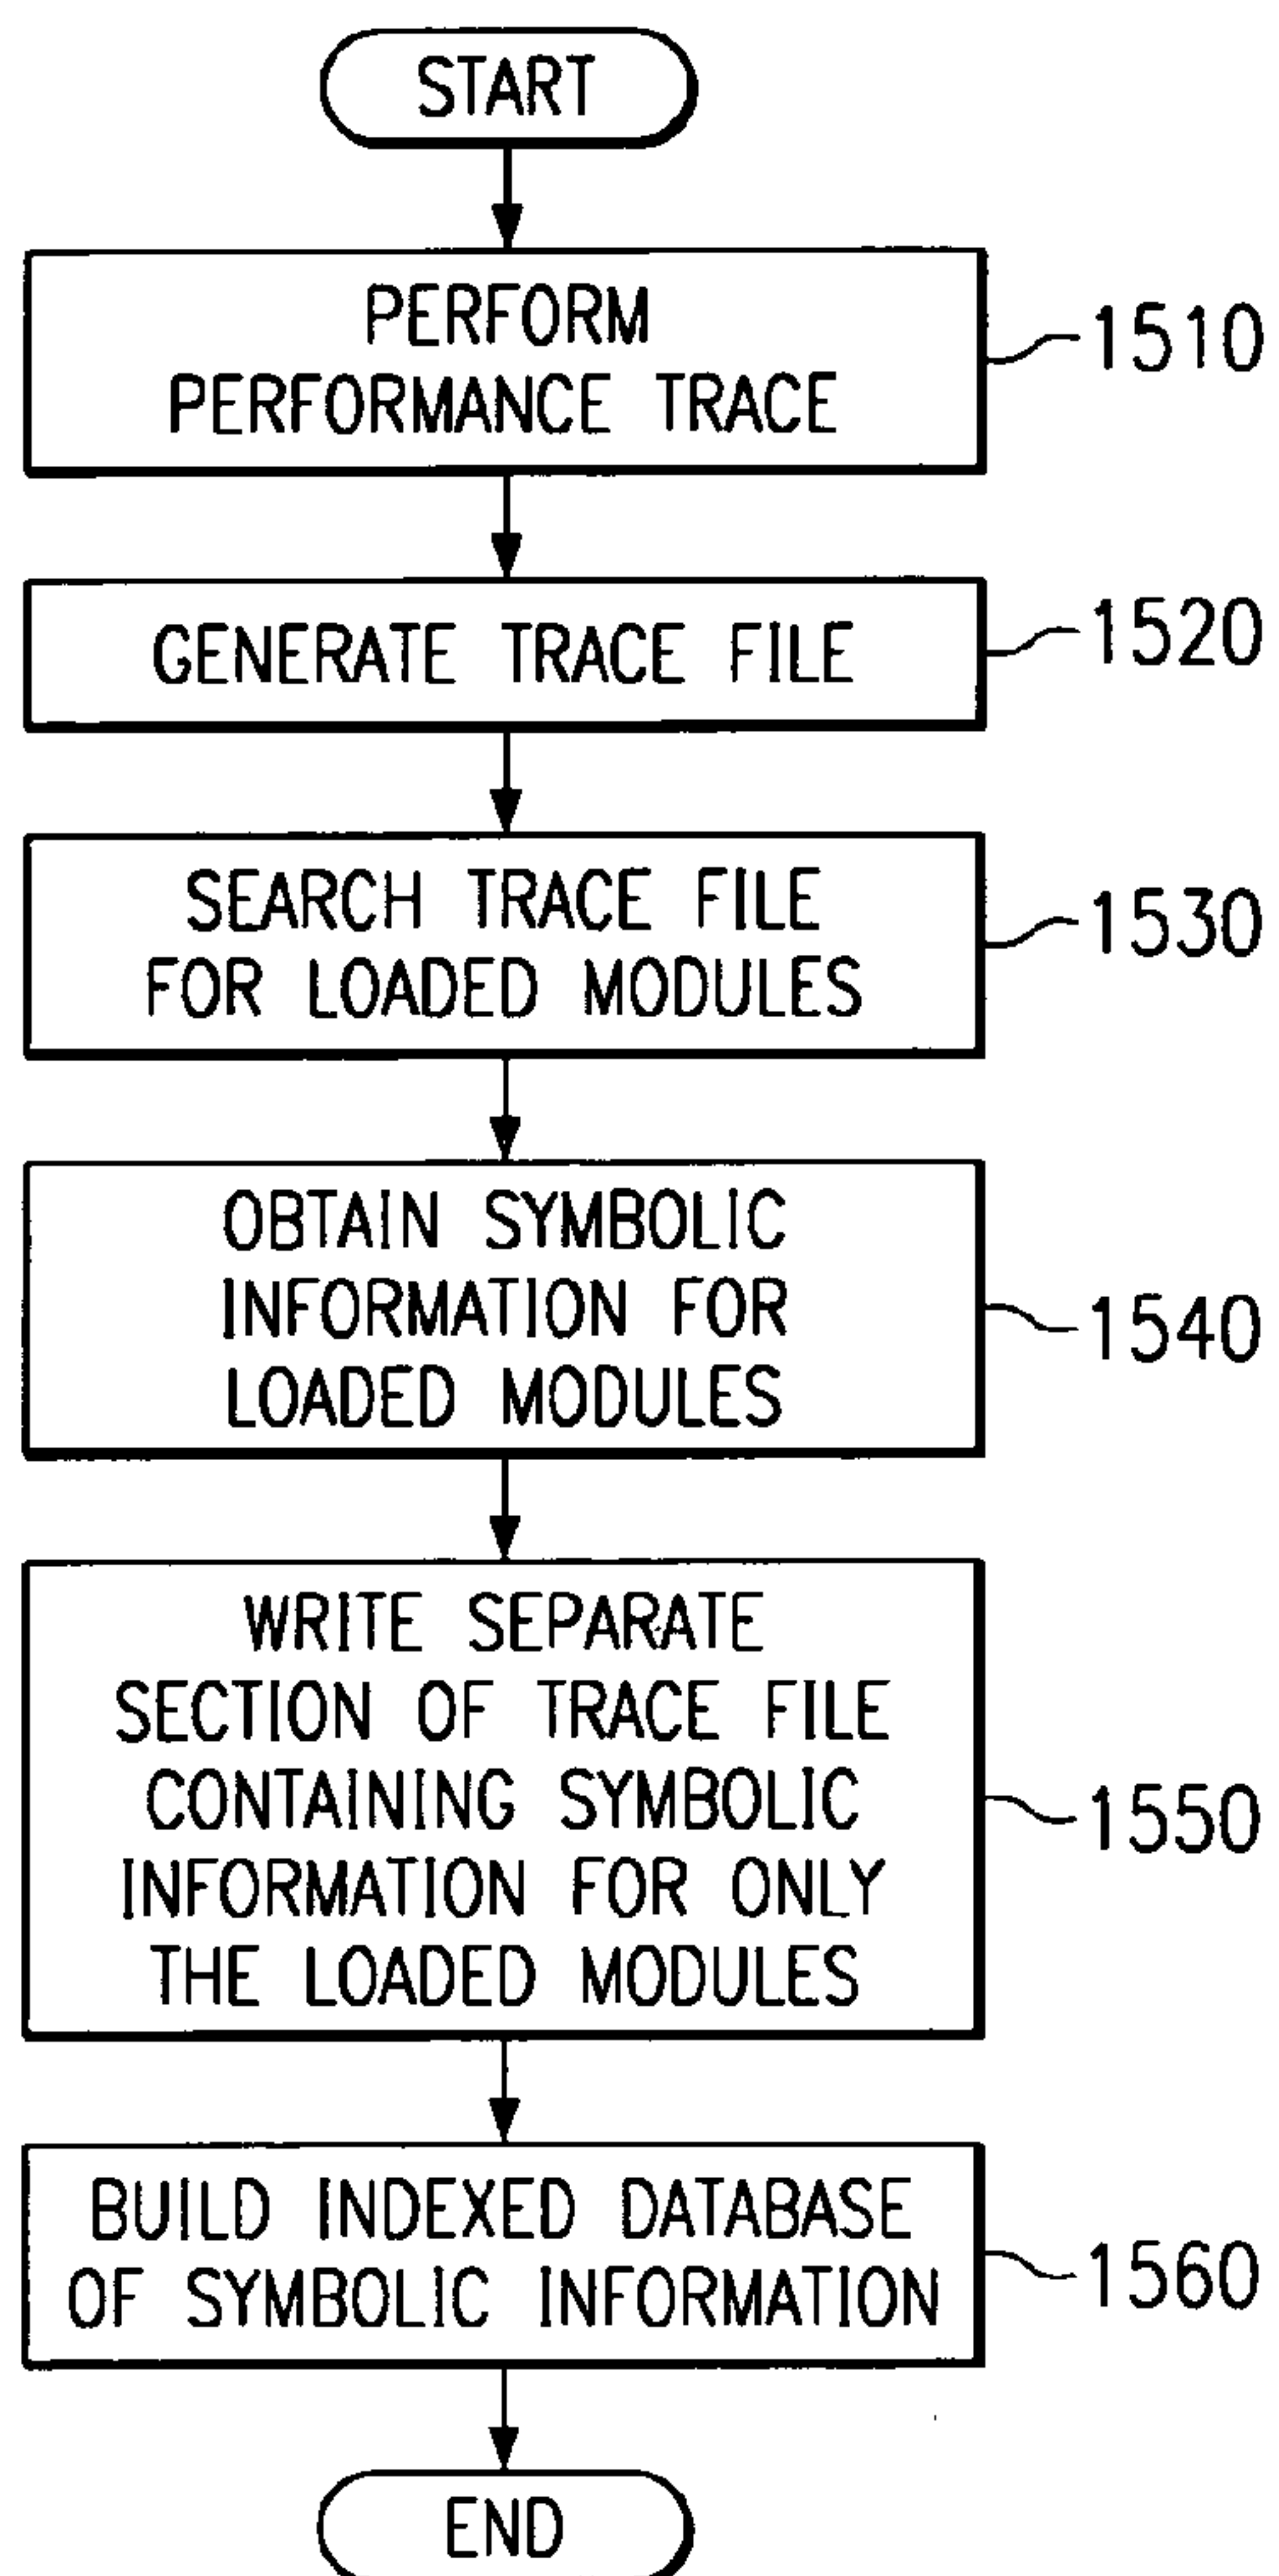 START
PERFORM
PERFORMANCE TRACE
1510
GENERATE TRACE FILE
1520
SEARCH TRACE FILE
FOR LOADED MODULES
1530
OBTAIN SYMBOLIC
INFORMATION FOR
LOADED MODULES
1540
WRITE SEPARATE
SECTION OF TRACE FILE
CONTAINING SYMBOLIC
INFORMATION FOR ONLY
THE LOADED MODULES
1550
BUILD INDEXED DATABASE
OF SYMBOLIC INFORMATION
1560
END